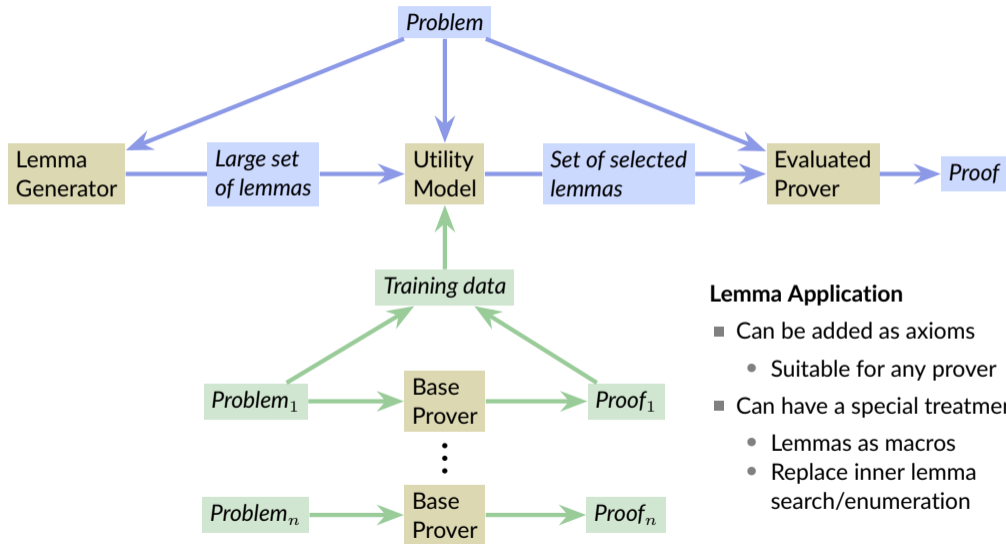 Problem
Lemma
Generator
Large set
of lemmas
Utility
Model
Set of selected
lemmas
Evaluated
Prover
Proof
Training data
Lemma Application
■ Can be added as axioms
• Suitable for any prover
■ Can have a special treatmen
• Lemmas as macros
• Replace inner lemma
search/enumeration
Problem₁
Base
Prover
Proof₁
⋮
Problemₙ
Base
Prover
Proofₙ